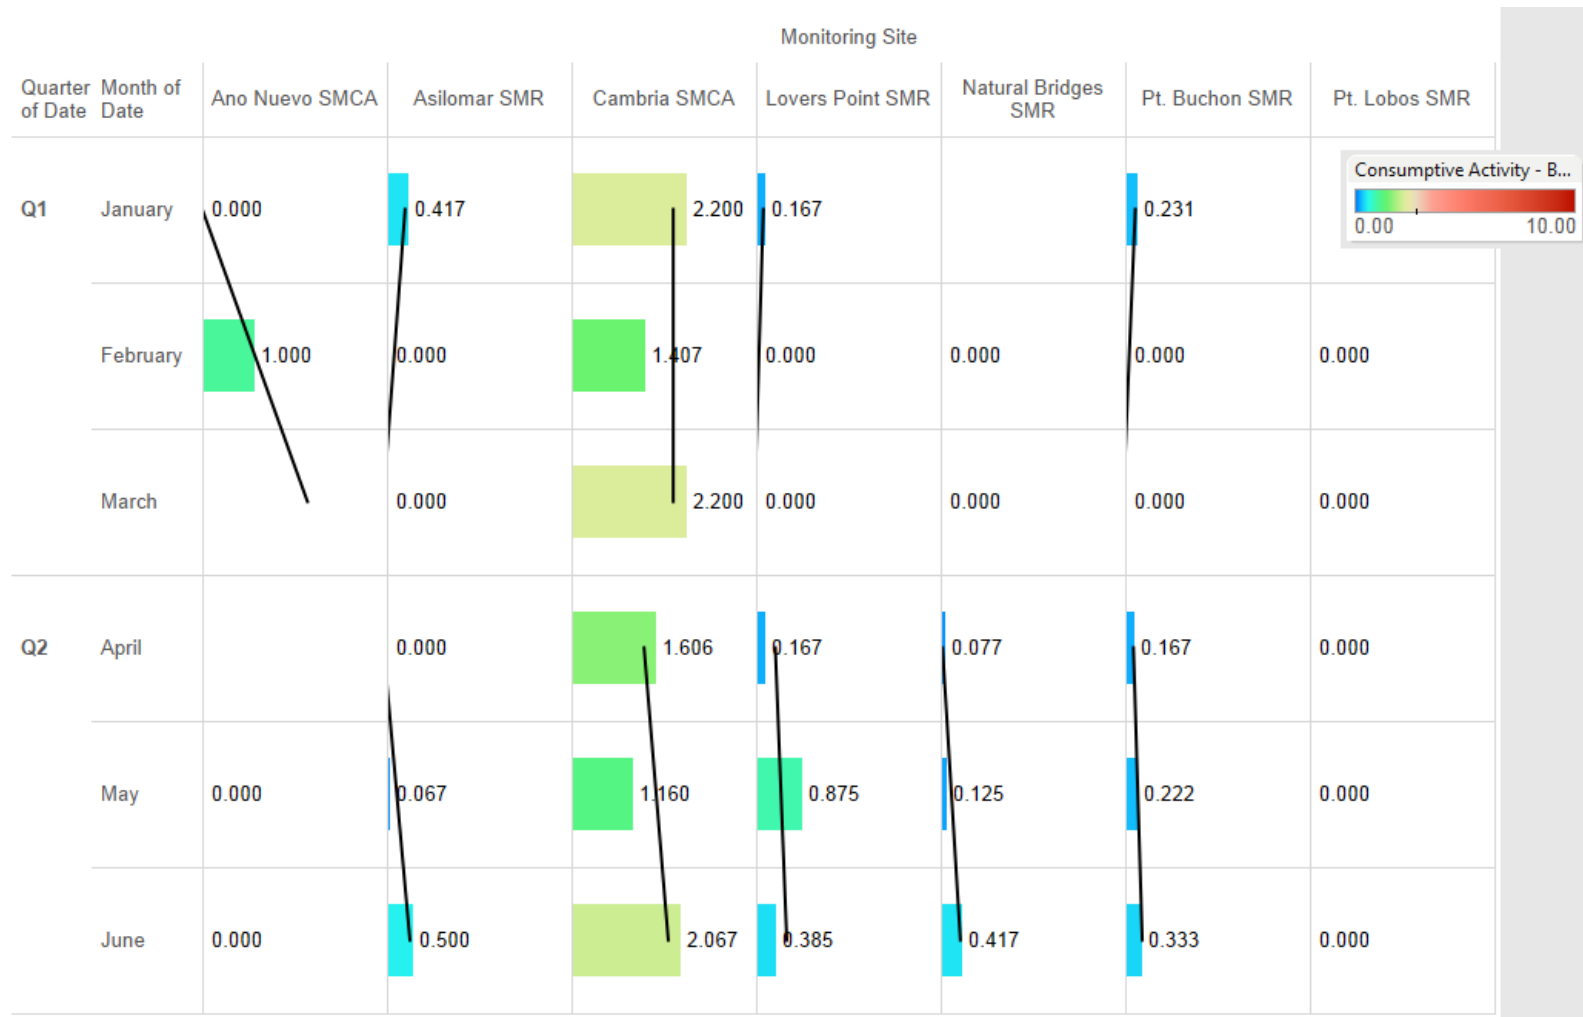 Monitoring Site
Quarter of Date Month of Date Ano Nuevo SMCA Asilomar SMR Cambria SMCA Lovers Point SMR Natural Bridges SMR Pt. Buchon SMR Pt. Lobos SMR
Consumptive Activity - B...
0.00 10.00
Q1 January 0.000 0.417 2.200 0.167 0.231
February 1.000 0.000 1.407 0.000 0.000 0.000 0.000
March 0.000 2.200 0.000 0.000 0.000 0.000
Q2 April 0.000 1.606 0.167 0.077 0.167 0.000
May 0.000 0.067 1.160 0.875 0.125 0.222 0.000
June 0.000 0.500 2.067 0.385 0.417 0.333 0.000